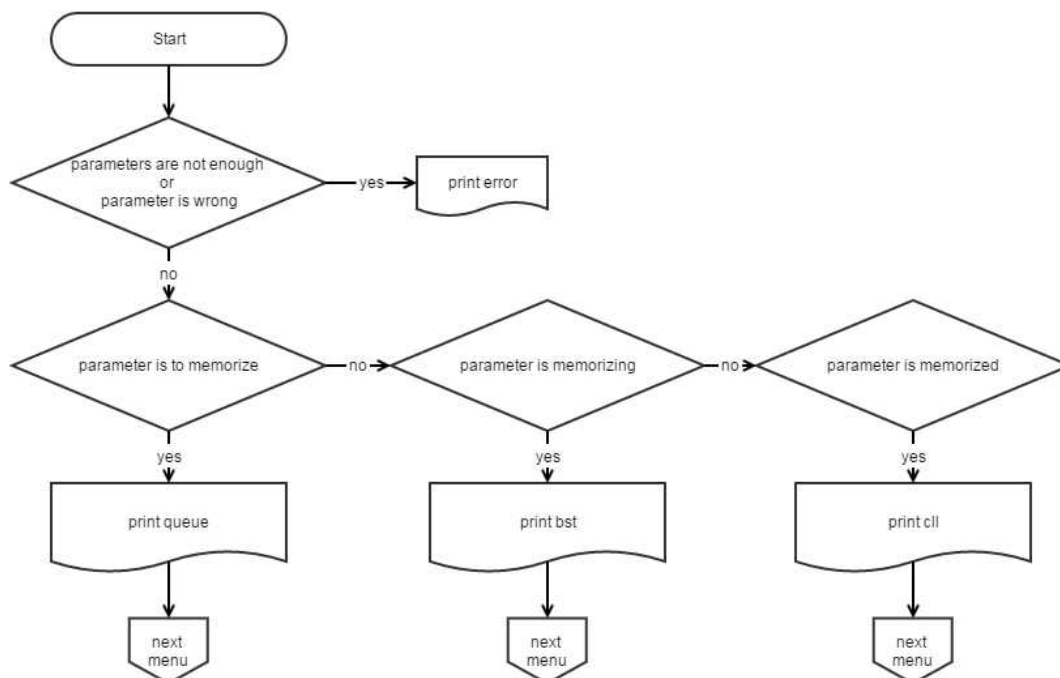 Start
parameters are not enough
or
parameter is wrong
yes
print error
no
parameter is to memorize
no
parameter is memorizing
no
parameter is memorized
yes
yes
yes
print queue
print bst
print cll
next
menu
next
menu
next
menu